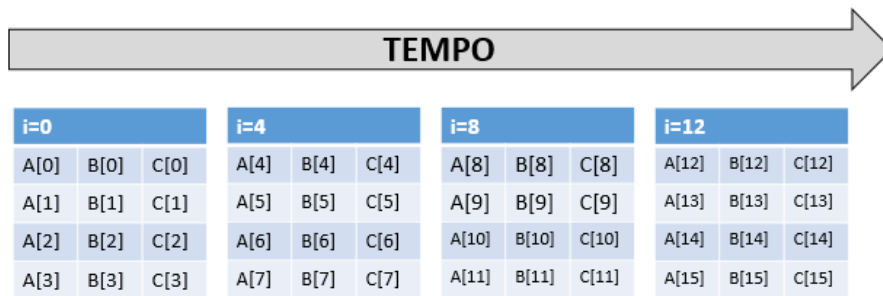 TEMPO
i=0 i=4 i=8 i=12
A[0] B[0] C[0] A[4] B[4] C[4] A[8] B[8] C[8] A[12] B[12] C[12]
A[1] B[1] C[1] A[5] B[5] C[5] A[9] B[9] C[9] A[13] B[13] C[13]
A[2] B[2] C[2] A[6] B[6] C[6] A[10] B[10] C[10] A[14] B[14] C[14]
A[3] B[3] C[3] A[7] B[7] C[7] A[11] B[11] C[11] A[15] B[15] C[15]